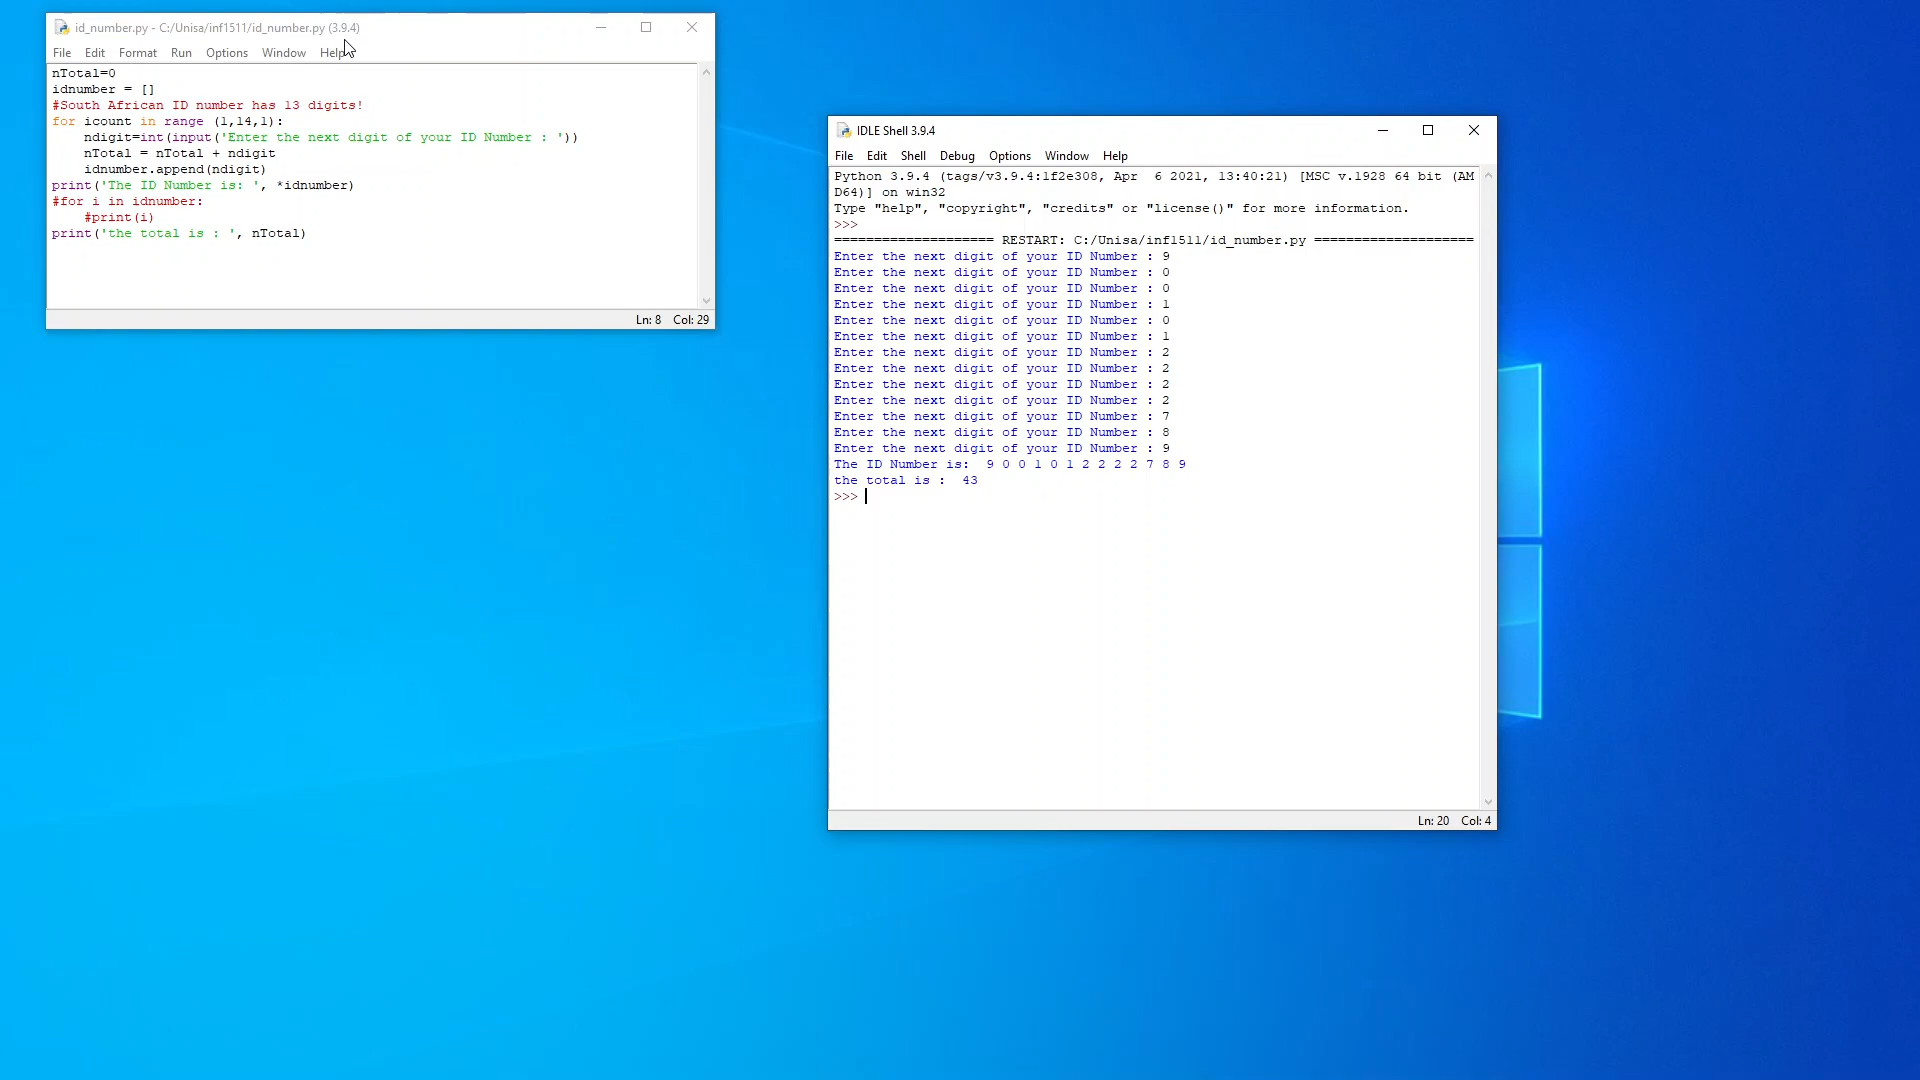 id_number.py - C:/Unisa/inf1511/id_number.py (3.9.4)
File Edit Format Run Options Window Help
nTotal=0
idnumber = []
#South African ID number has 13 digits!
for icount in range (1,14,1):
    ndigit=int(input('Enter the next digit of your ID Number : '))
    nTotal = nTotal + ndigit
    idnumber.append(ndigit)
print('The ID Number is: ', *idnumber)
#for i in idnumber:
    #print(i)
print('the total is : ', nTotal)
Ln: 8 Col: 29
IDLE Shell 3.9.4
File Edit Shell Debug Options Window Help
Python 3.9.4 (tags/v3.9.4:1f2e308, Apr  6 2021, 13:40:21) [MSC v.1928 64 bit (AM
D64)] on win32
Type "help", "copyright", "credits" or "license()" for more information.
>>>
==================== RESTART: C:/Unisa/inf1511/id_number.py ====================
Enter the next digit of your ID Number : 9
Enter the next digit of your ID Number : 0
Enter the next digit of your ID Number : 0
Enter the next digit of your ID Number : 1
Enter the next digit of your ID Number : 0
Enter the next digit of your ID Number : 1
Enter the next digit of your ID Number : 2
Enter the next digit of your ID Number : 2
Enter the next digit of your ID Number : 2
Enter the next digit of your ID Number : 2
Enter the next digit of your ID Number : 7
Enter the next digit of your ID Number : 8
Enter the next digit of your ID Number : 9
The ID Number is:  9 0 0 1 0 1 2 2 2 2 7 8 9
the total is :  43
>>>
Ln: 20 Col: 4